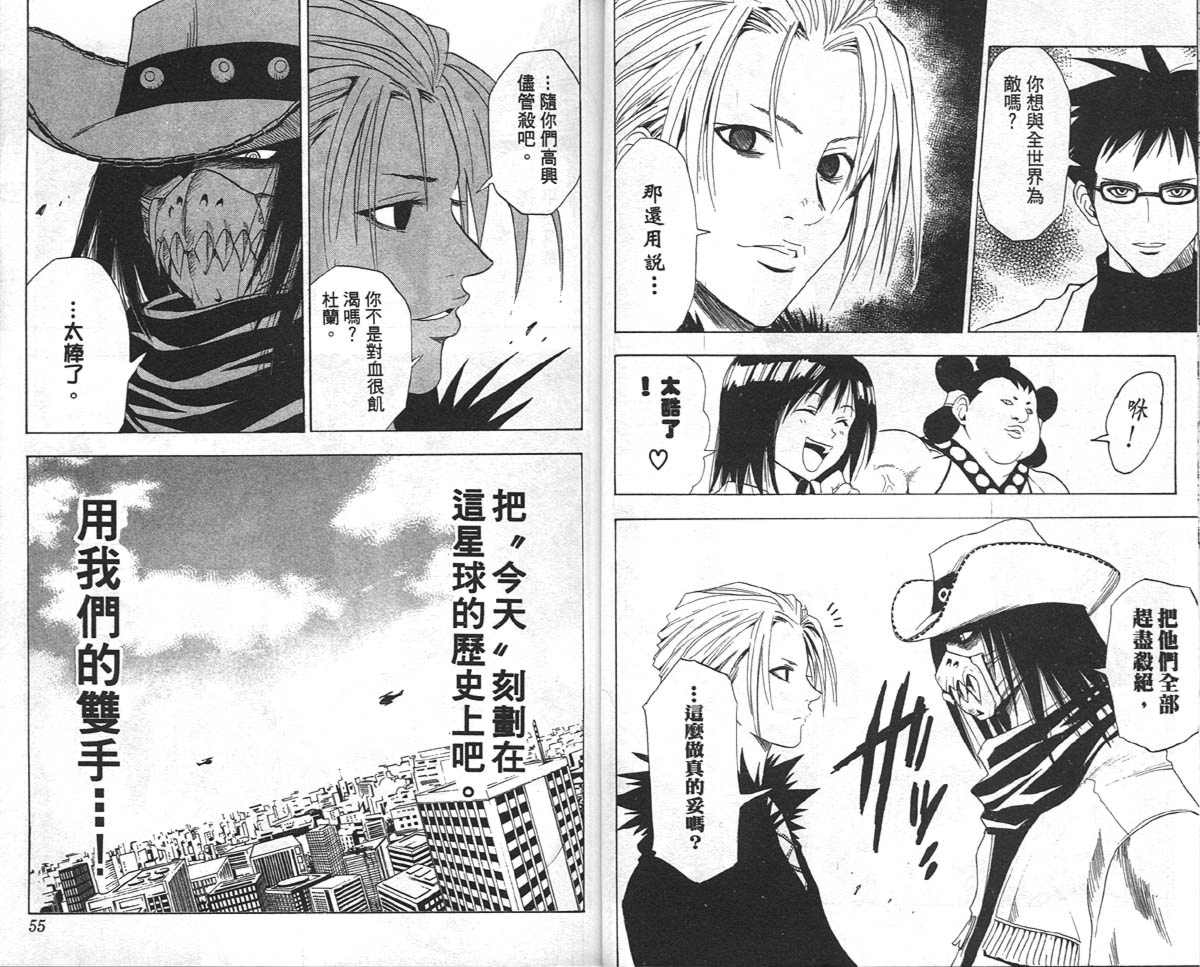 你想與全世界為
敵嗎?
那還用說…
咻!
太酷了♡
!
把他們全部
趕盡殺絕,
…這麼做真的妥嗎?
…隨你們高興
儘管殺吧。
你不是對血很飢
渴嗎?
杜蘭。
…太棒了。
把〝今天〞刻劃在
這星球的歷史上吧。
用我們的雙手……!
55